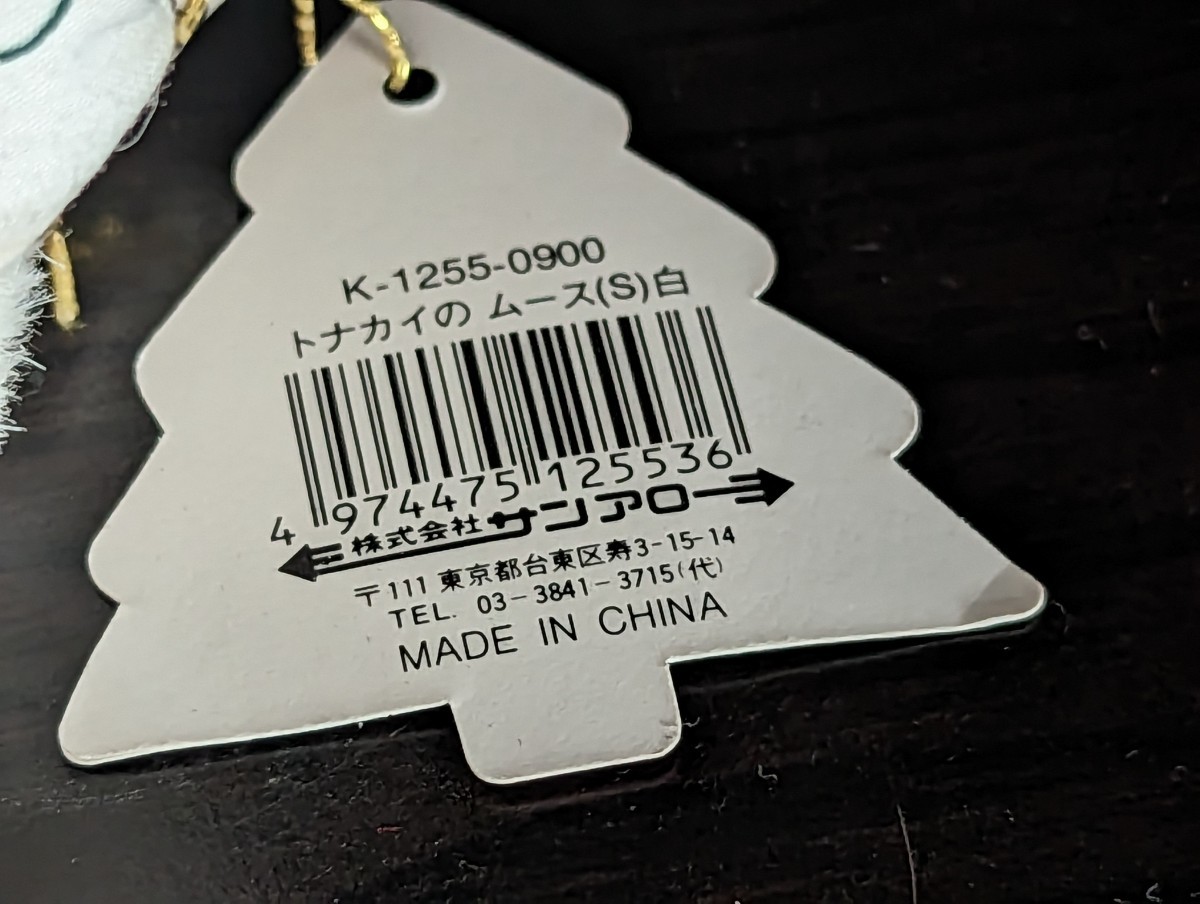 K-1255-0900
トナカイの ムース(S)白
4 974475 125536
株式会社 サンアロー
〒111 東京都台東区寿3-15-14
TEL. 03-3841-3715(代)
MADE IN CHINA